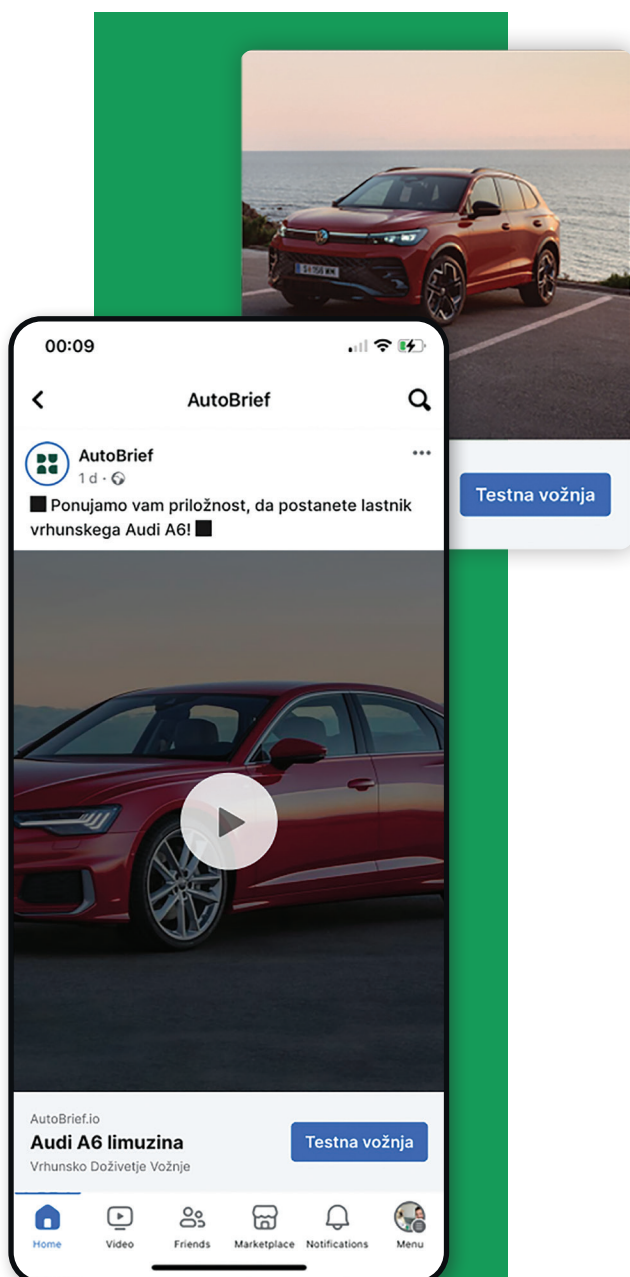 00:09
AutoBrief
AutoBrief
1 d ·
Ponujamo vam priložnost, da postanete lastnik
vrhunskega Audi A6!
Testna vožnja
AutoBrief.io
Audi A6 limuzina
Vrhunsko Doživetje Vožnje
Testna vožnja
Home
Video
Friends
Marketplace
Notifications
Menu